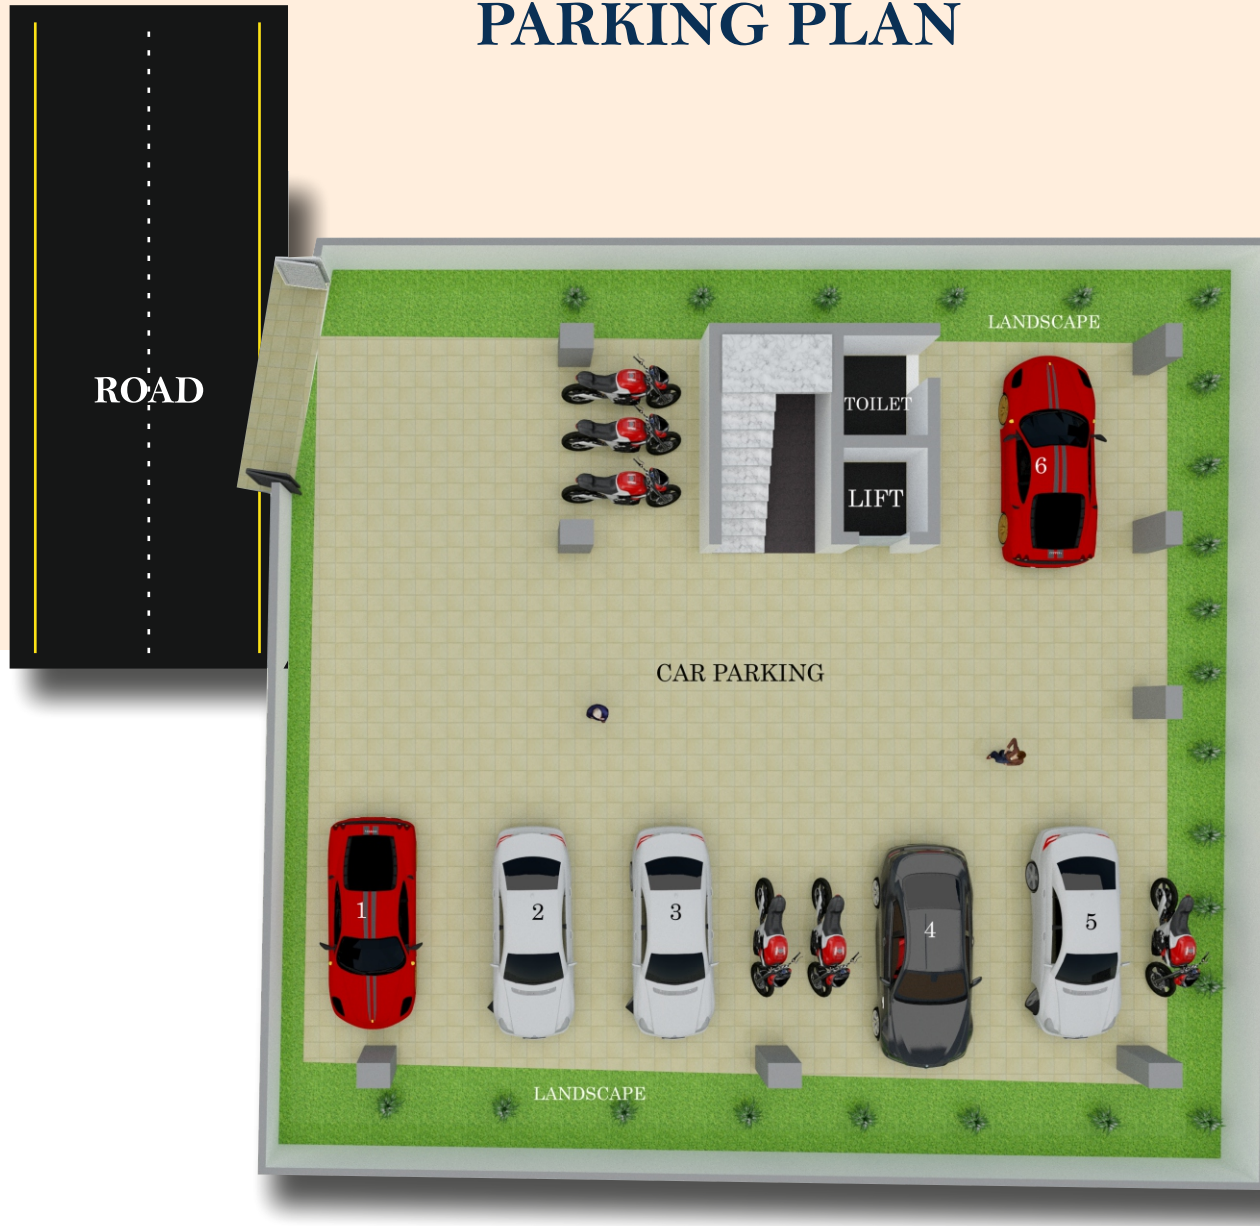 PARKING PLAN
LANDSCAPE
ROAD
TOILET
6
LIFT
CAR PARKING
1
2
3
4
5
LANDSCAPE